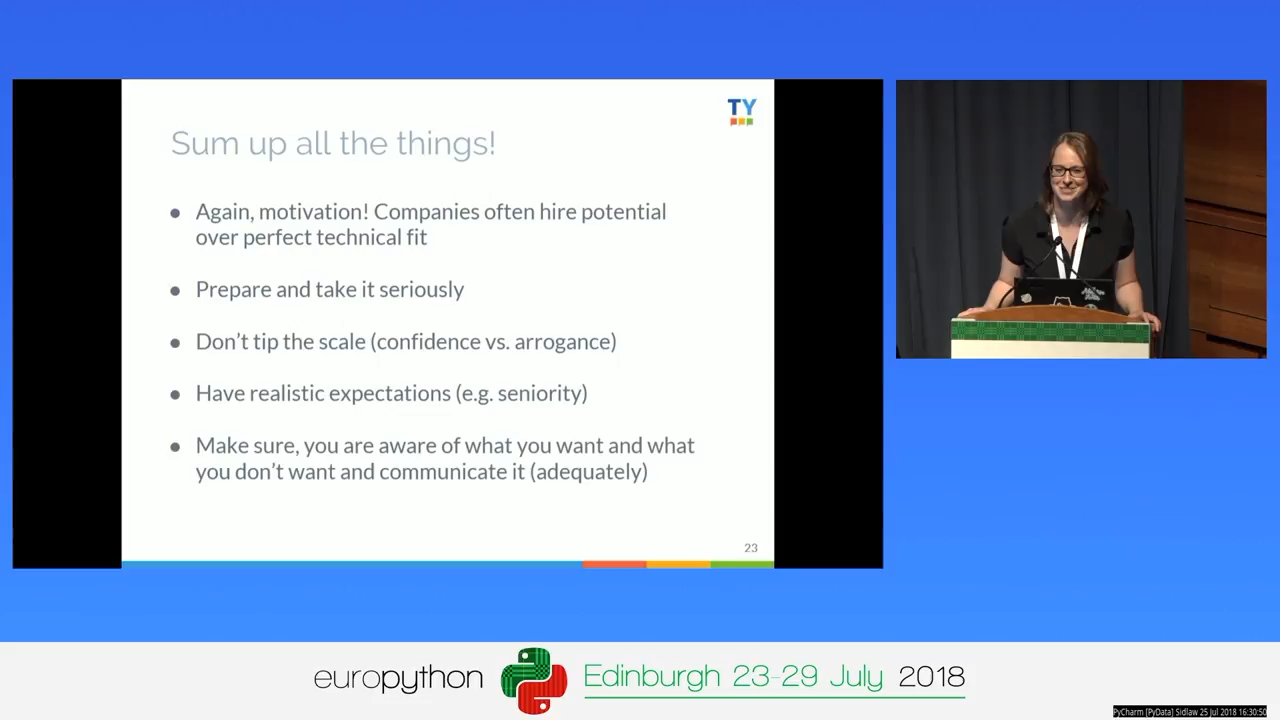 TY
Sum up all the things!
● Again, motivation! Companies often hire potential
over perfect technical fit
● Prepare and take it seriously
● Don't tip the scale (confidence vs. arrogance)
● Have realistic expectations (e.g. seniority)
● Make sure, you are aware of what you want and what
you don't want and communicate it (adequately)
23
europython Edinburgh 23-29 July 2018
PyCharm [PyData] Sidlaw 25 Jul 2018 16:30:50